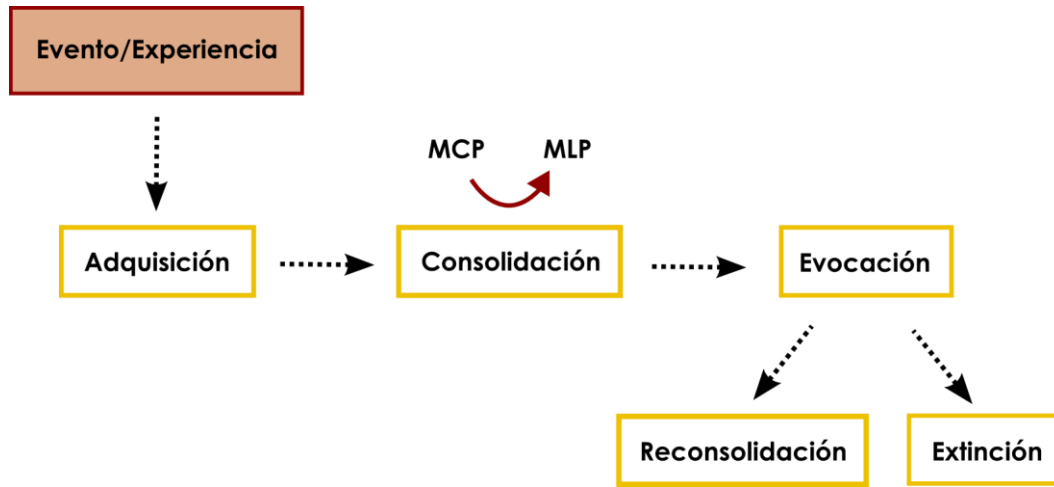 Evento/Experiencia
MCP
MLP
Adquisición
Consolidación
Evocación
Reconsolidación
Extinción